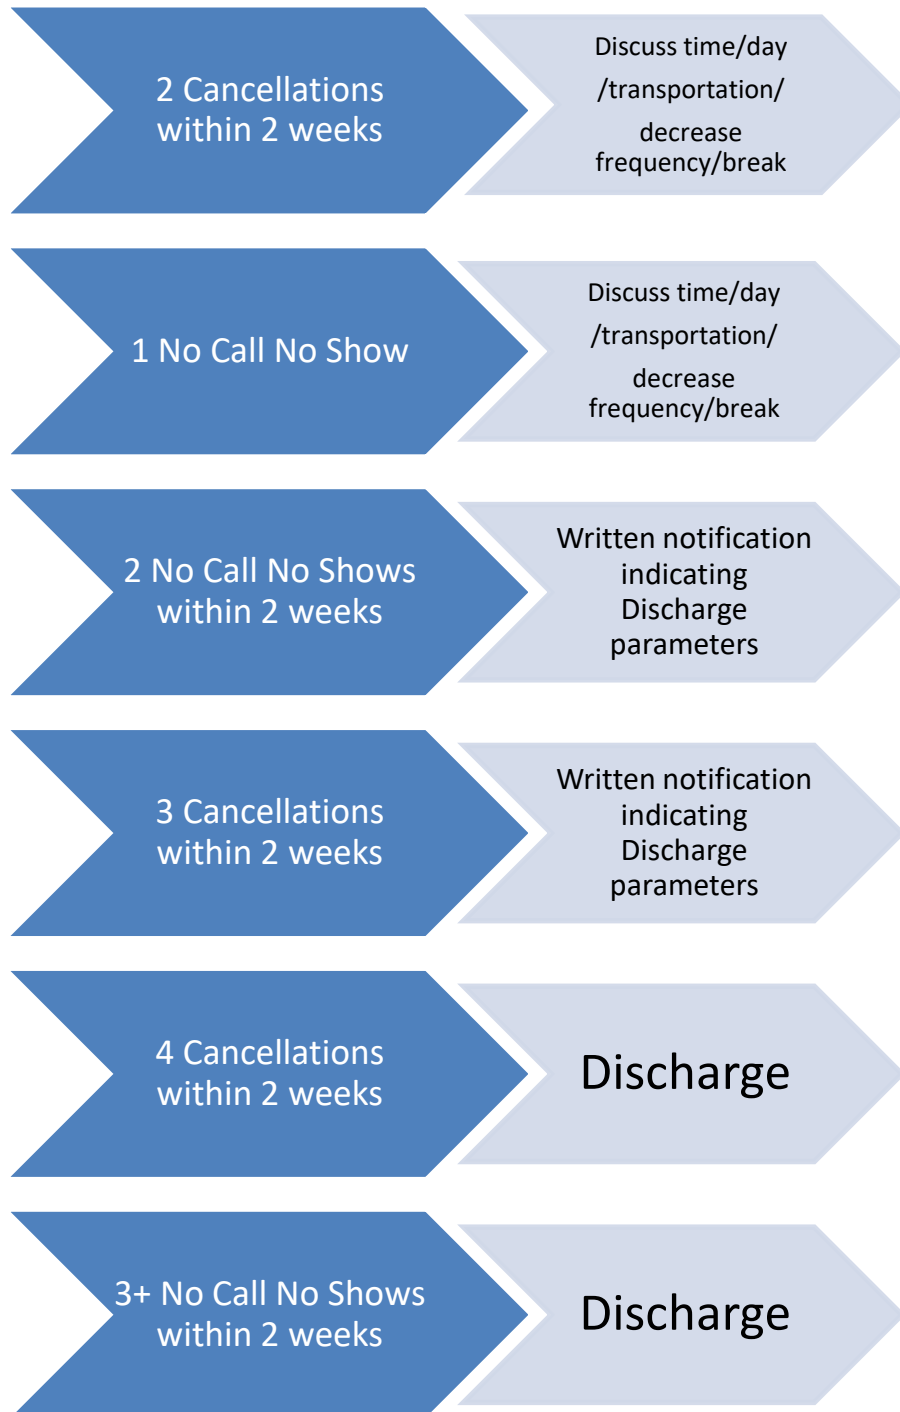 2 Cancellations
within 2 weeks
Discuss time/day
/transportation/
decrease
frequency/break
1 No Call No Show
Discuss time/day
/transportation/
decrease
frequency/break
2 No Call No Shows
within 2 weeks
Written notification
indicating
Discharge
parameters
3 Cancellations
within 2 weeks
Written notification
indicating
Discharge
parameters
4 Cancellations
within 2 weeks
Discharge
3+ No Call No Shows
within 2 weeks
Discharge